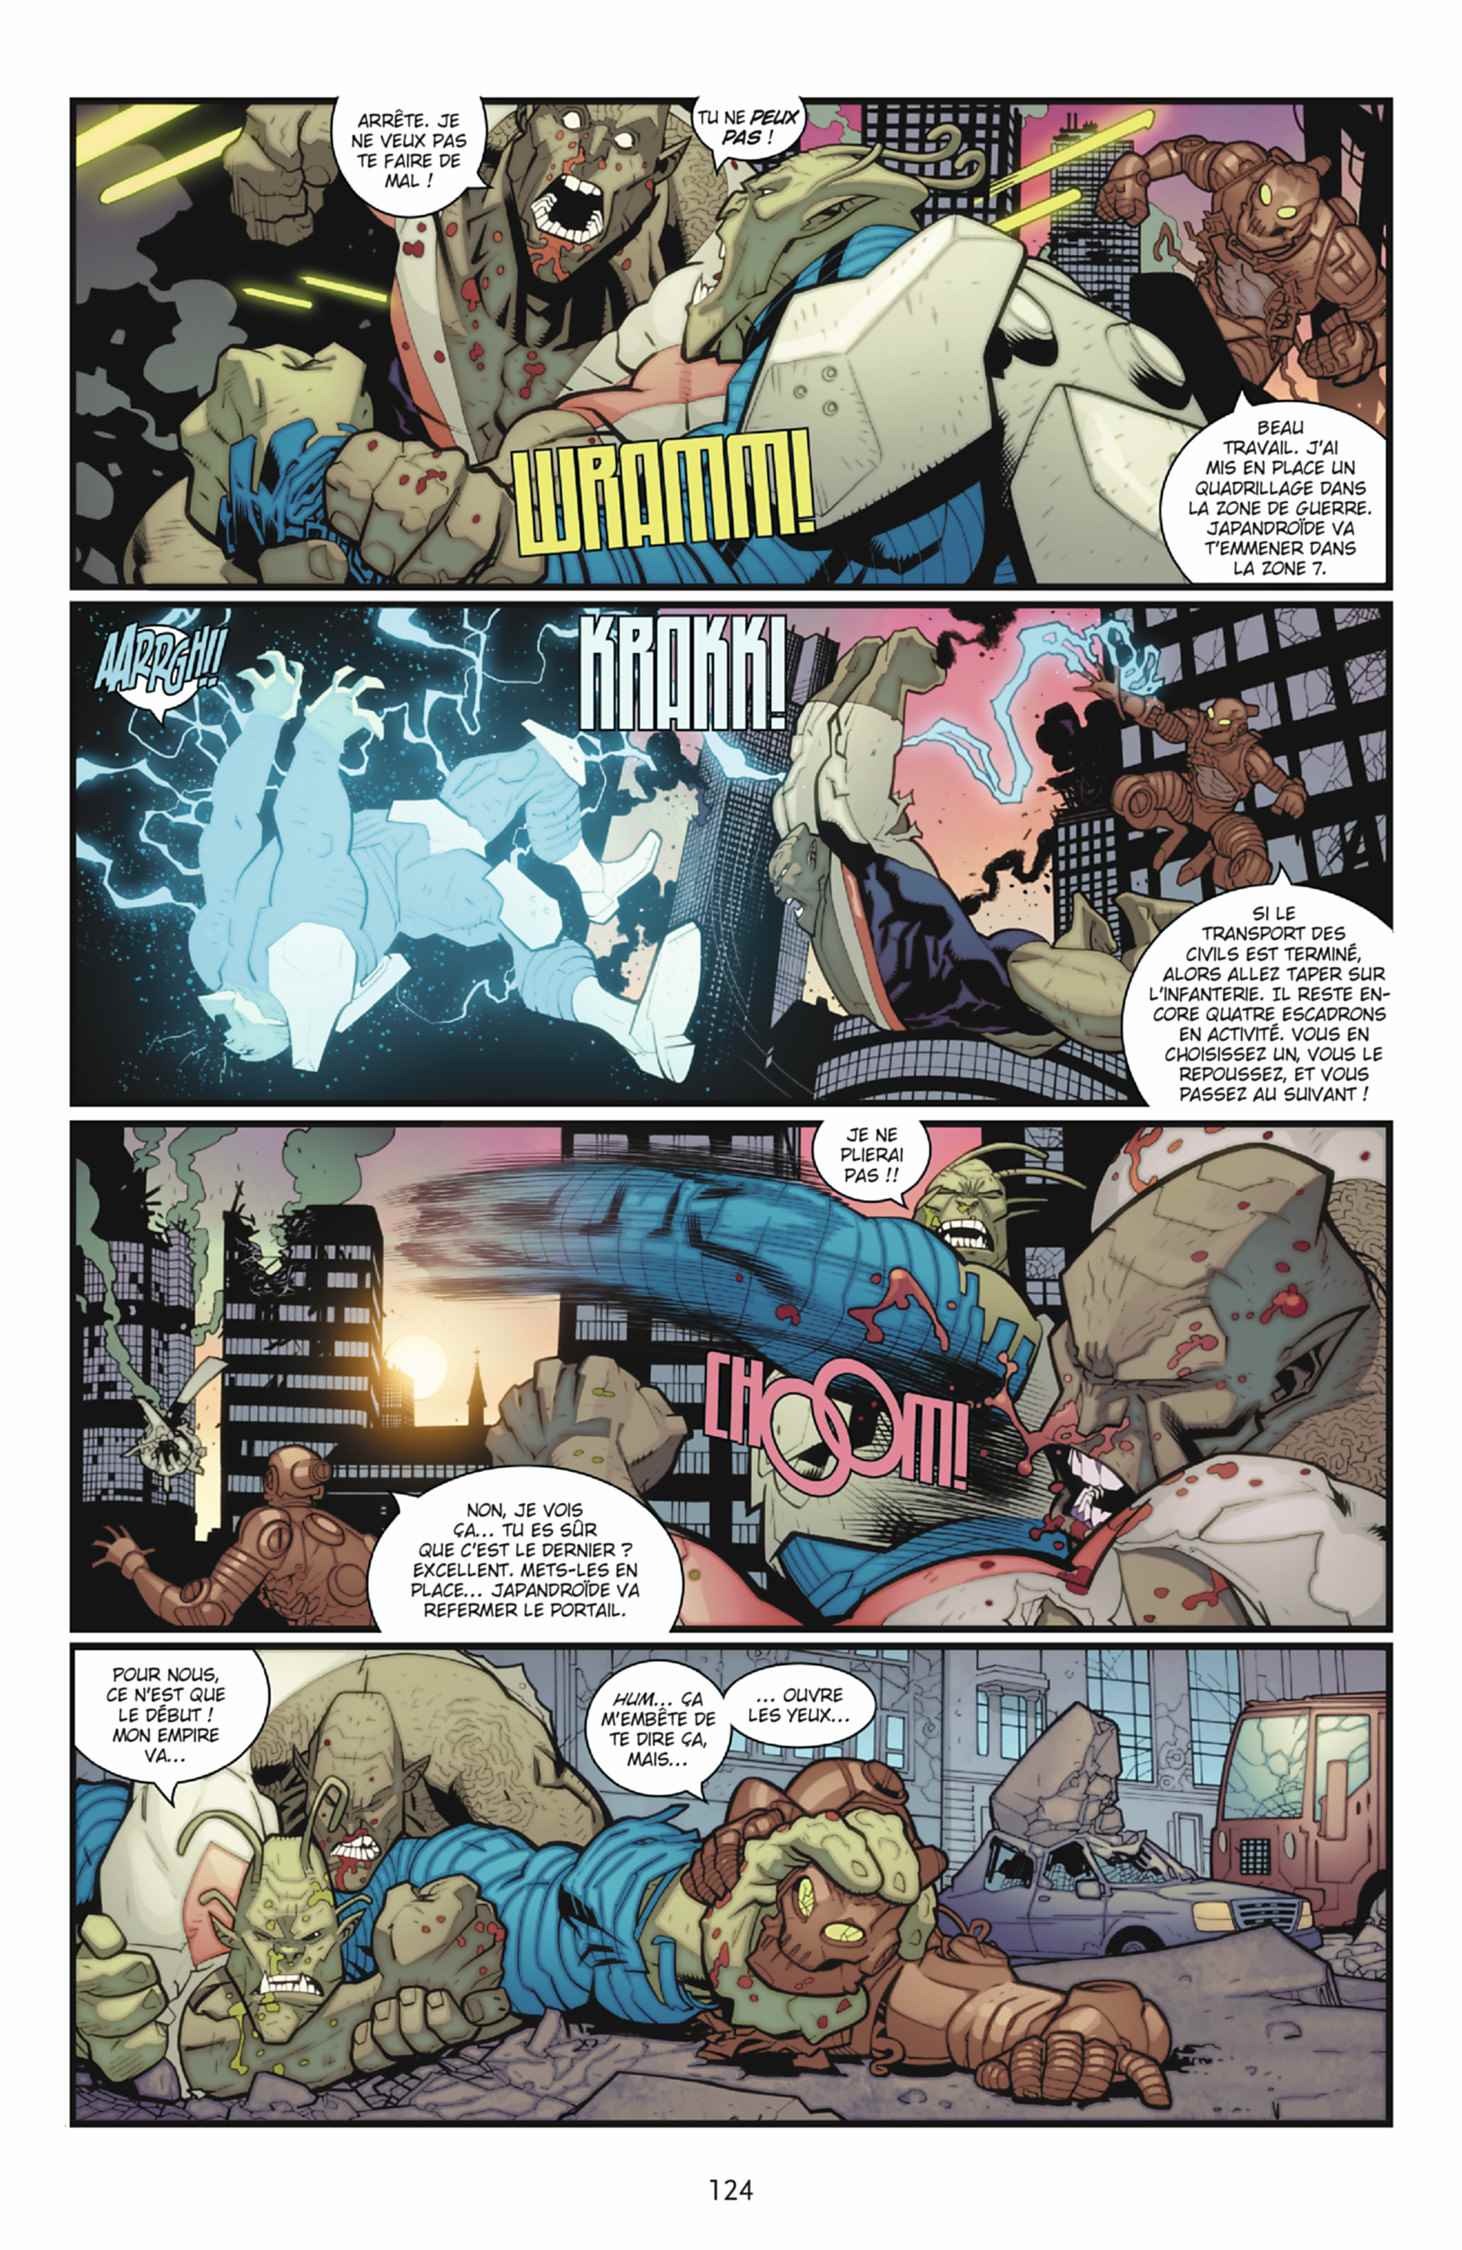 ARRÊTE. JE
NE VEUX PAS
TE FAIRE DE
MAL !
TU NE PEUX
PAS !
WRAMM!
BEAU
TRAVAIL. J'AI
MIS EN PLACE UN
QUADRILLAGE DANS
LA ZONE DE GUERRE.
JAPANDROÏDE VA
T'EMMENER DANS
LA ZONE 7.
AARRGH!!
KRAKK!
SI LE
TRANSPORT DES
CIVILS EST TERMINÉ,
ALORS ALLEZ TAPER SUR
L'INFANTERIE. IL RESTE EN-
CORE QUATRE ESCADRONS
EN ACTIVITÉ. VOUS EN
CHOISISSEZ UN, VOUS LE
REPOUSSEZ, ET VOUS
PASSEZ AU SUIVANT !
JE NE
PLIERAI
PAS !!
CHOOOM!
NON, JE VOIS
ÇA... TU ES SÛR
QUE C'EST LE DERNIER ?
EXCELLENT. METS-LES EN
PLACE... JAPANDROÏDE VA
REFERMER LE PORTAIL.
POUR NOUS,
CE N'EST QUE
LE DÉBUT !
MON EMPIRE
VA...
HUM... ÇA
M'EMBÊTE DE
TE DIRE ÇA,
MAIS...
... OUVRE
LES YEUX...
124